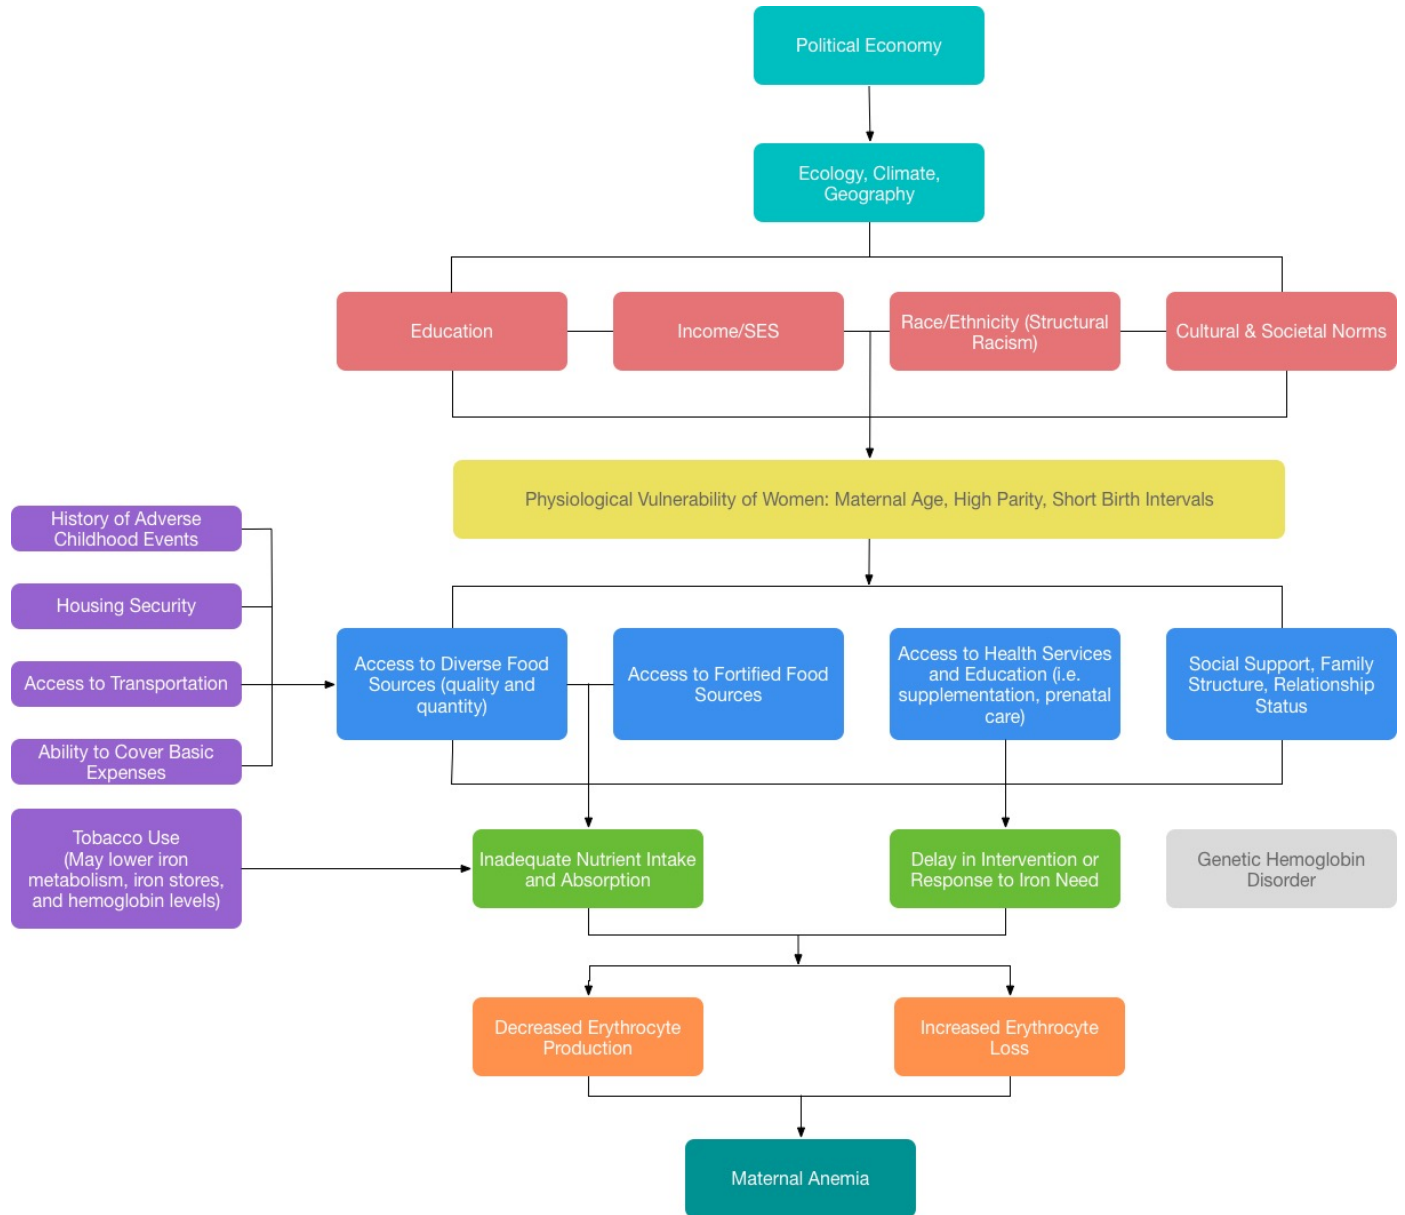 Political Economy
Ecology, Climate,
Geography
Education
Income/SES
Race/Ethnicity (Structural
Racism)
Cultural & Societal Norms
Physiological Vulnerability of Women: Maternal Age, High Parity, Short Birth Intervals
History of Adverse
Childhood Events
Housing Security
Access to Transportation
Ability to Cover Basic
Expenses
Tobacco Use
(May lower iron
metabolism, iron stores,
and hemoglobin levels)
Access to Diverse Food
Sources (quality and
quantity)
Access to Fortified Food
Sources
Access to Health Services
and Education (i.e.
supplementation, prenatal
care)
Social Support, Family
Structure, Relationship
Status
Inadequate Nutrient Intake
and Absorption
Delay in Intervention or
Response to Iron Need
Genetic Hemoglobin
Disorder
Decreased Erythrocyte
Production
Increased Erythrocyte
Loss
Maternal Anemia